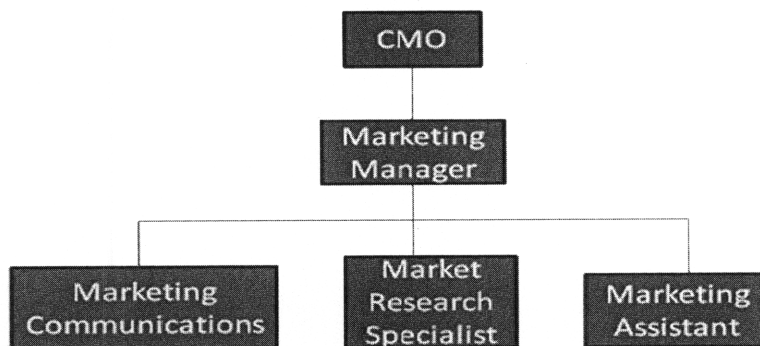 CMO
Marketing
Manager
Marketing
Communications
Market
Research
Specialist
Marketing
Assistant